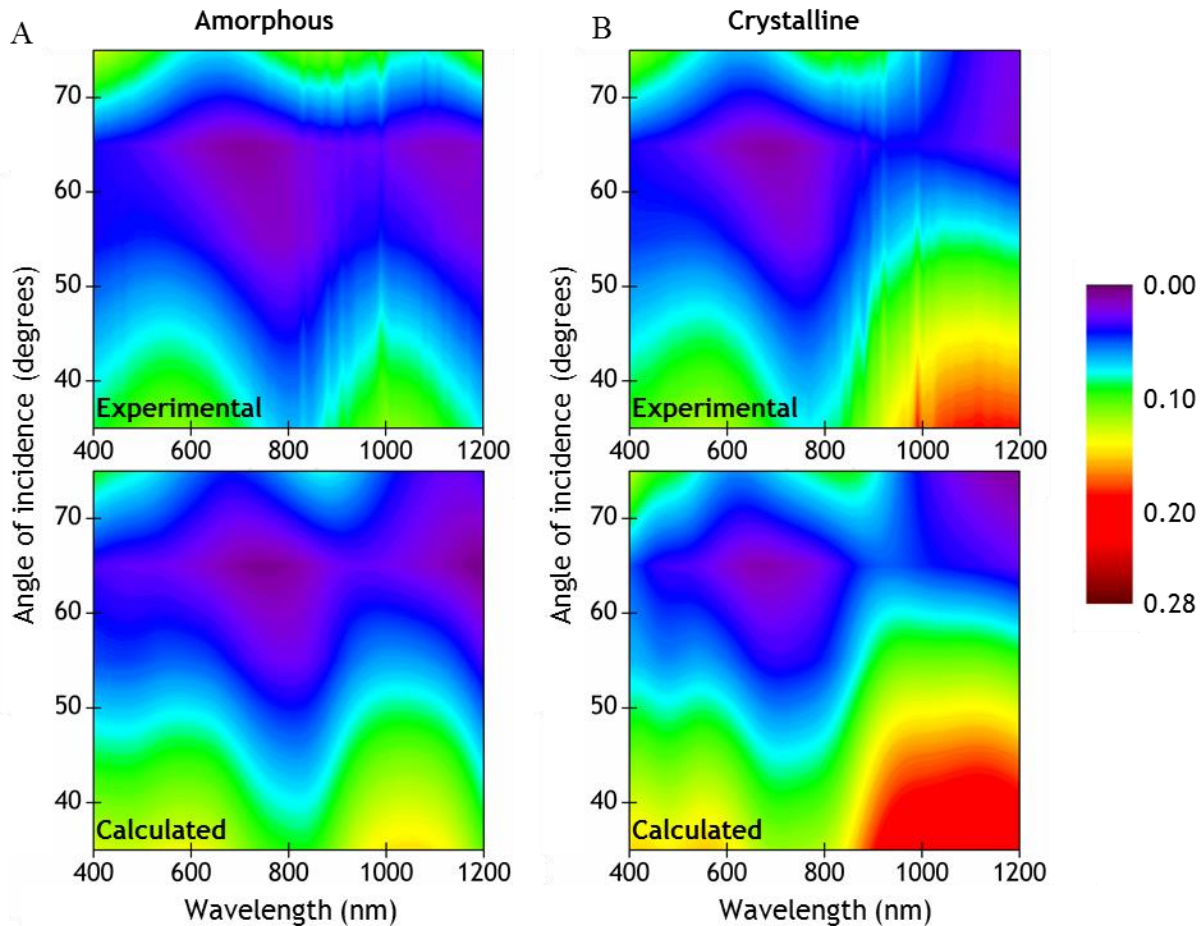 A
Amorphous
B
Crystalline
70
60
50
40
Experimental
400 600 800 1000 1200
70
60
50
40
Experimental
400 600 800 1000 1200
70
60
50
40
Calculated
400 600 800 1000 1200
Wavelength (nm)
70
60
50
40
Calculated
400 600 800 1000 1200
Wavelength (nm)
Angle of incidence (degrees)
Angle of incidence (degrees)
0.00
0.10
0.20
0.28